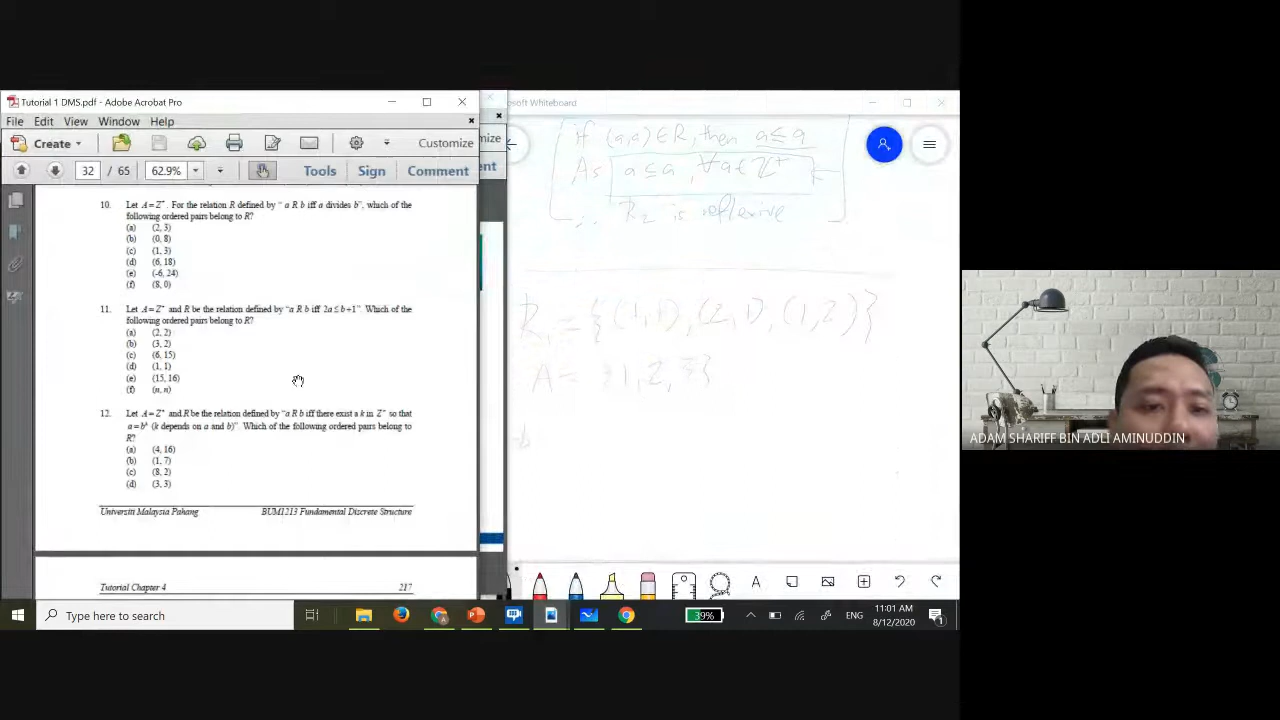 Tutorial 1 DMS.pdf - Adobe Acrobat Pro
File Edit View Window Help
Create
Customize
32 / 65 62.9%
Tools Sign Comment
10. Let A = Z+. For the relation R defined by “ a R b iff a divides b”, which of the
following ordered pairs belong to R?
(a) (2, 3)
(b) (0, 8)
(c) (1, 3)
(d) (6, 18)
(e) (-6, 24)
(f) (8, 0)
11. Let A = Z+ and R be the relation defined by “a R b iff 2a ≤ b+1”. Which of the
following ordered pairs belong to R?
(a) (2, 2)
(b) (3, 2)
(c) (6, 15)
(d) (1, 1)
(e) (15, 16)
(f) (n, n)
12. Let A = Z+ and R be the relation defined by “a R b iff there exist a k in Z+ so that
a = b^k (k depends on a and b)”. Which of the following ordered pairs belong to
R?
(a) (4, 16)
(b) (1, 7)
(c) (8, 2)
(d) (3, 3)
Universiti Malaysia Pahang BUM1213 Fundamental Discrete Structure
Tutorial Chapter 4 217
osoft Whiteboard
mize
ent
if (a,a) ∈ R, then a ≤ a
As a ≤ a, ∀a ∈ Z+
∴ R2 is reflexive
R1 = {(1,1), (2,1), (1,2)}
A = {1, 2, 3}
b
ADAM SHARIFF BIN ADLI AMINUDDIN
Type here to search
39%
ENG
11:01 AM
8/12/2020
1